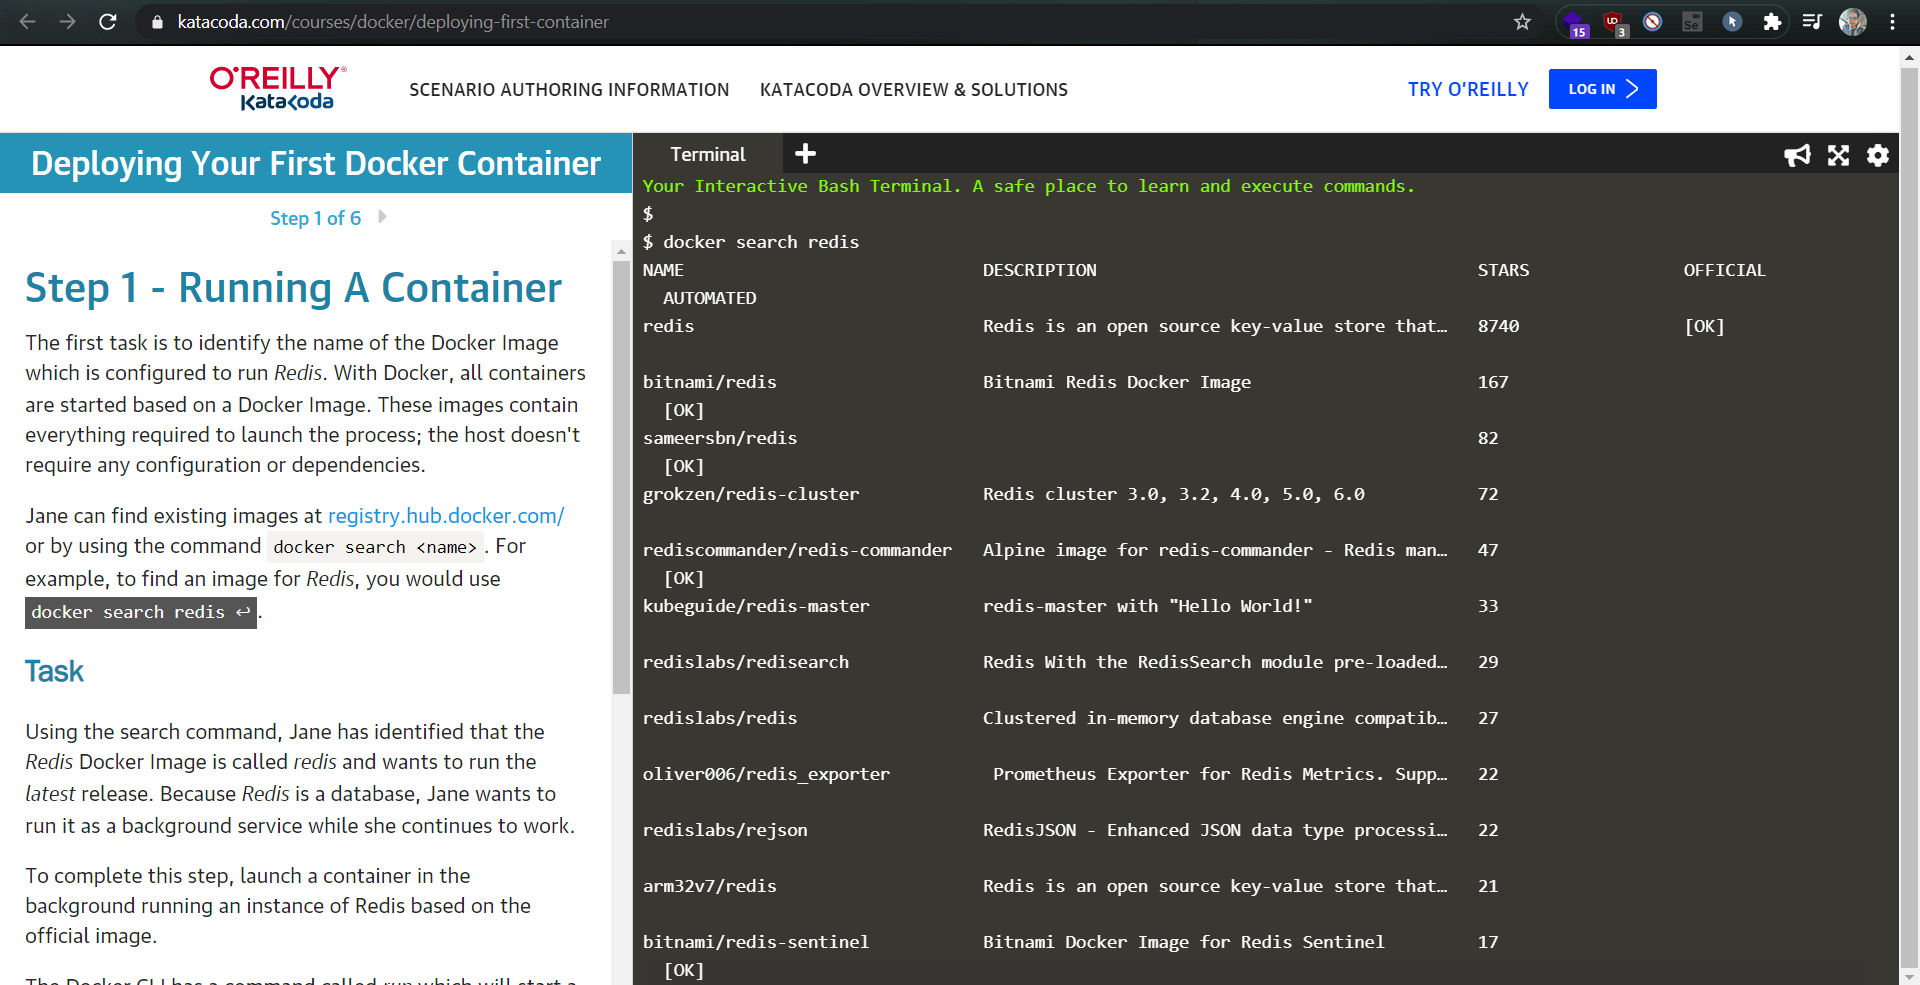 katacoda.com/courses/docker/deploying-first-container
15
3
O'REILLY®
Katacoda
SCENARIO AUTHORING INFORMATION
KATACODA OVERVIEW & SOLUTIONS
TRY O'REILLY
LOG IN
Deploying Your First Docker Container
Step 1 of 6
Step 1 - Running A Container
The first task is to identify the name of the Docker Image
which is configured to run Redis. With Docker, all containers
are started based on a Docker Image. These images contain
everything required to launch the process; the host doesn't
require any configuration or dependencies.
Jane can find existing images at registry.hub.docker.com/
or by using the command docker search <name>. For
example, to find an image for Redis, you would use
docker search redis ↩.
Task
Using the search command, Jane has identified that the
Redis Docker Image is called redis and wants to run the
latest release. Because Redis is a database, Jane wants to
run it as a background service while she continues to work.
To complete this step, launch a container in the
background running an instance of Redis based on the
official image.
The Docker CLI has a command called run which will start a
Terminal
Your Interactive Bash Terminal. A safe place to learn and execute commands.
$
$ docker search redis
NAME DESCRIPTION STARS OFFICIAL
AUTOMATED
redis Redis is an open source key-value store that… 8740 [OK]
bitnami/redis Bitnami Redis Docker Image 167
[OK]
sameersbn/redis 82
[OK]
grokzen/redis-cluster Redis cluster 3.0, 3.2, 4.0, 5.0, 6.0 72
rediscommander/redis-commander Alpine image for redis-commander - Redis man… 47
[OK]
kubeguide/redis-master redis-master with "Hello World!" 33
redislabs/redisearch Redis With the RedisSearch module pre-loaded… 29
redislabs/redis Clustered in-memory database engine compatib… 27
oliver006/redis_exporter Prometheus Exporter for Redis Metrics. Supp… 22
redislabs/rejson RedisJSON - Enhanced JSON data type processi… 22
arm32v7/redis Redis is an open source key-value store that… 21
bitnami/redis-sentinel Bitnami Docker Image for Redis Sentinel 17
[OK]